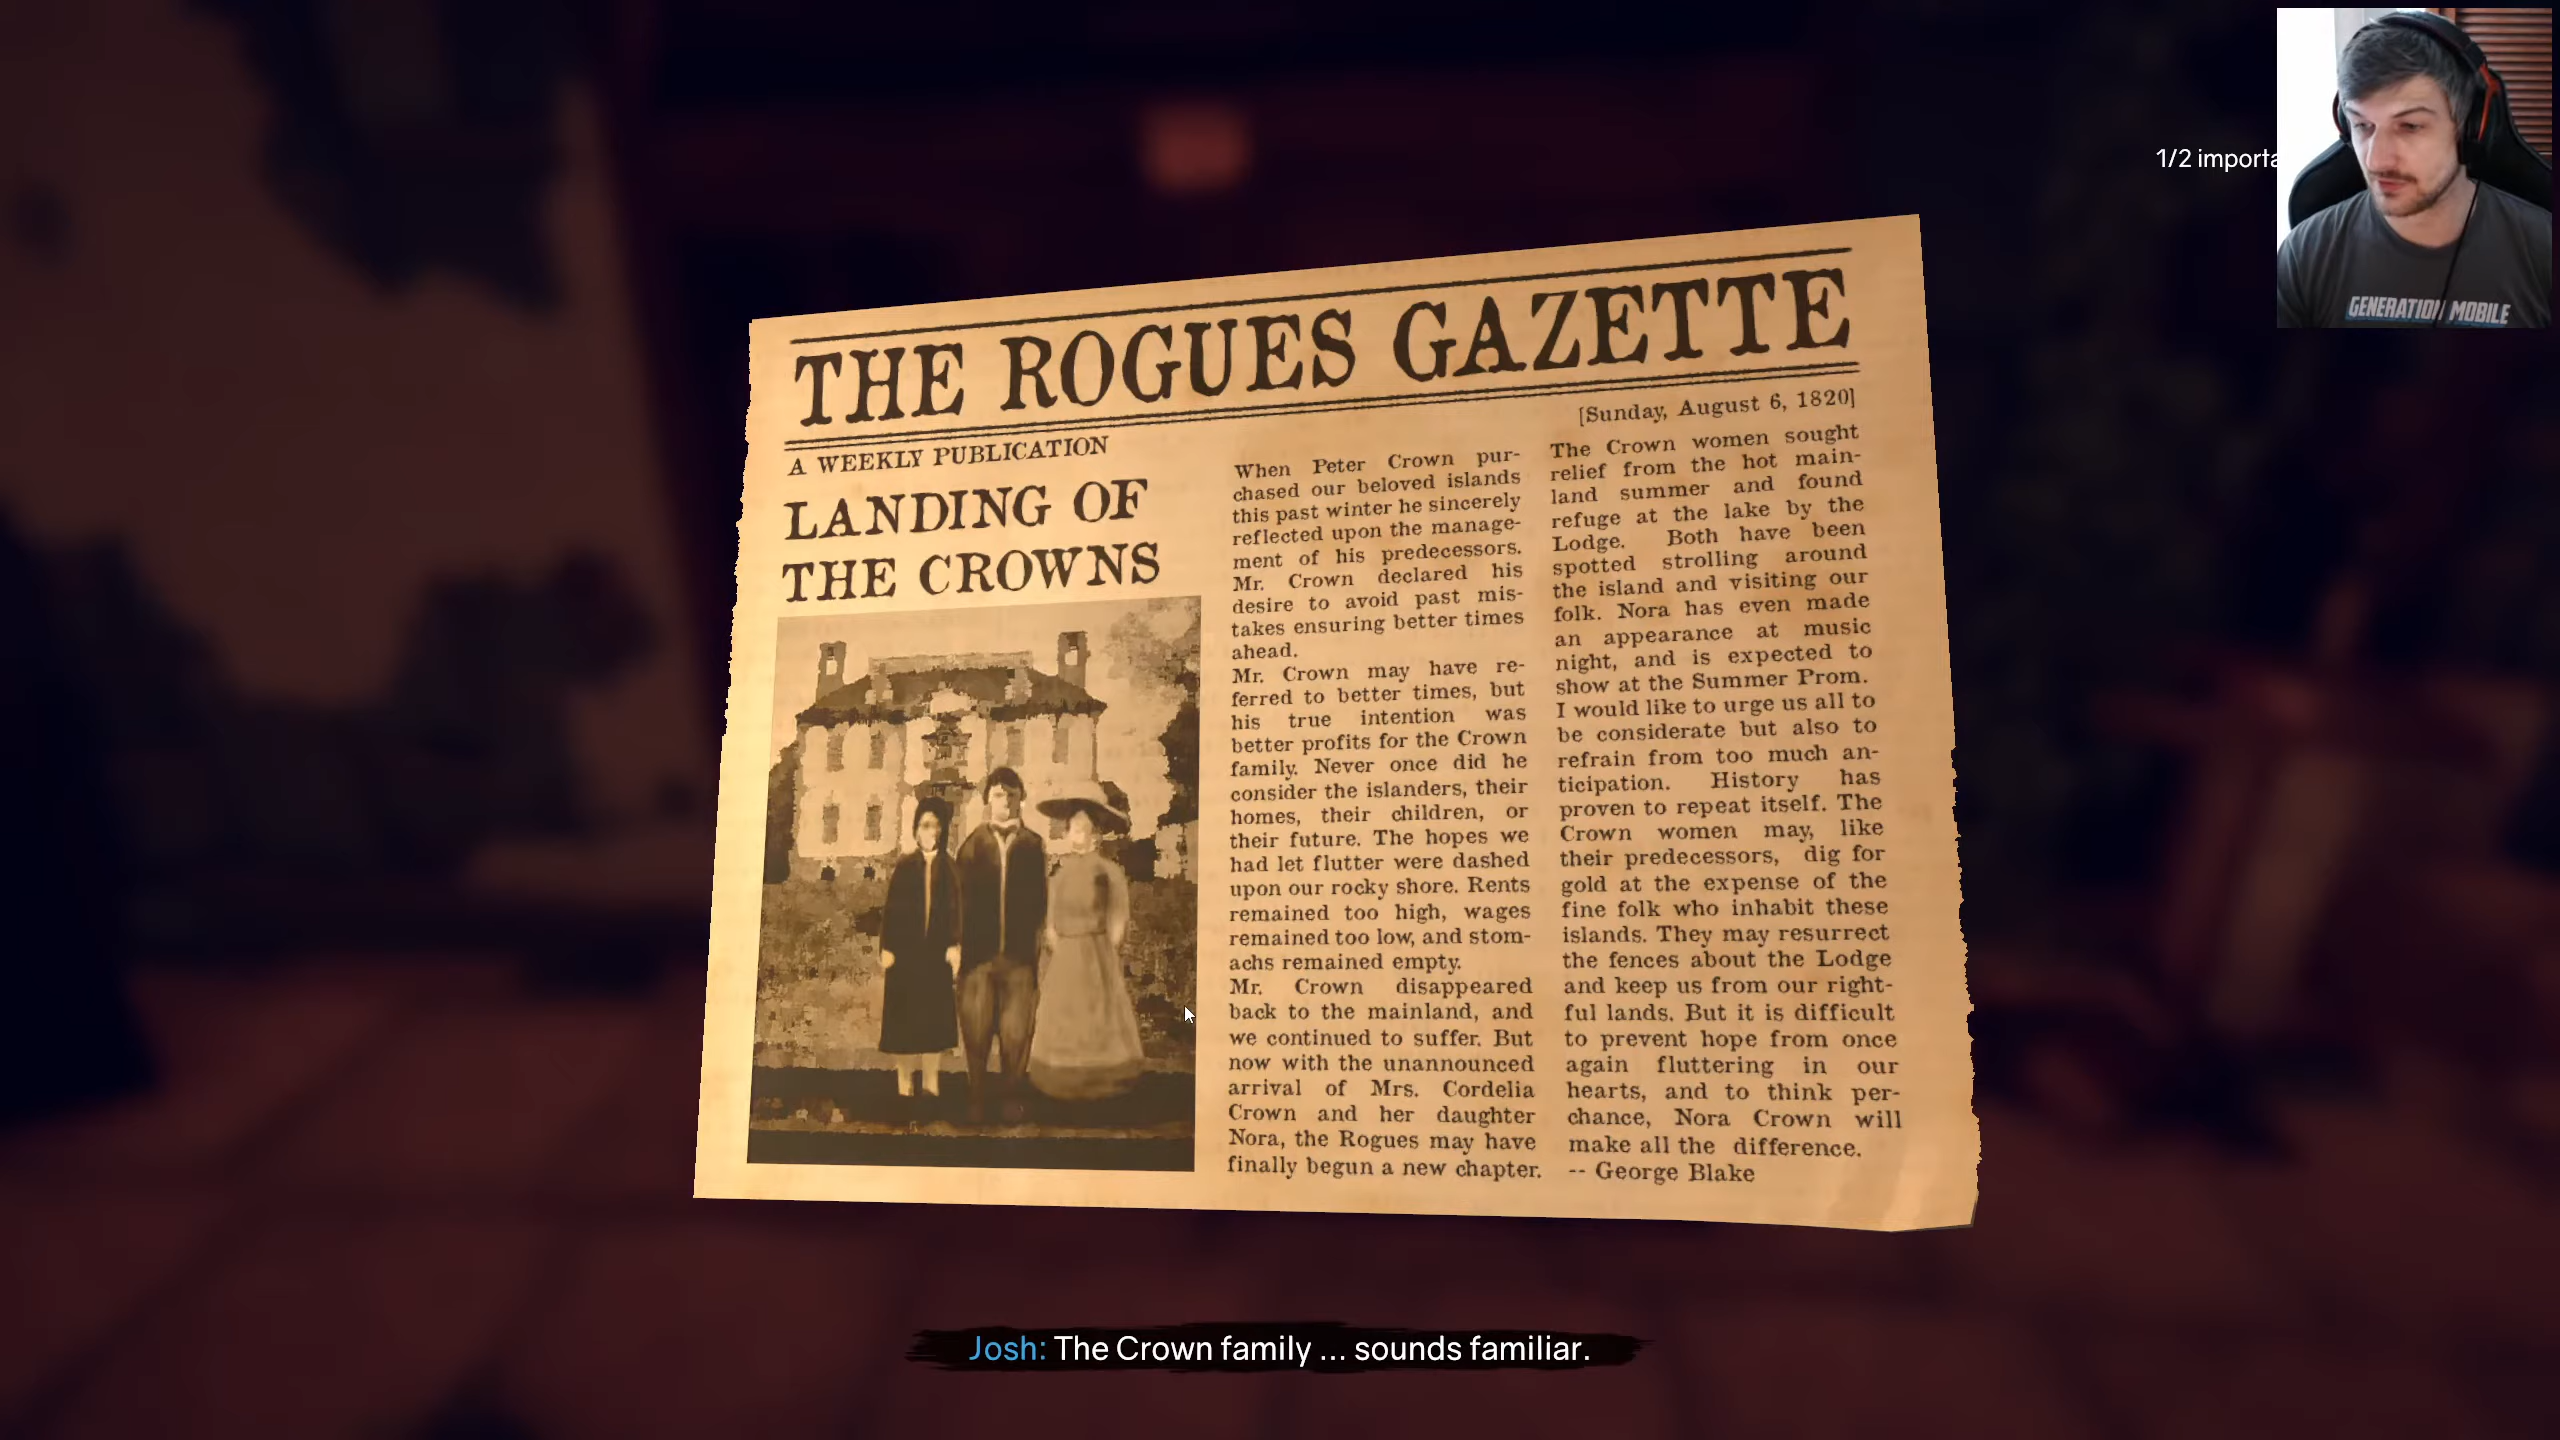 1/2 importa
GENERATION MOBILE
THE ROGUES GAZETTE
[Sunday, August 6, 1820]
A WEEKLY PUBLICATION
LANDING OF
THE CROWNS
When Peter Crown pur-
chased our beloved islands
this past winter he sincerely
reflected upon the manage-
ment of his predecessors.
Mr. Crown declared his
desire to avoid past mis-
takes ensuring better times
ahead.
Mr. Crown may have re-
ferred to better times, but
his true intention was
better profits for the Crown
family. Never once did he
consider the islanders, their
homes, their children, or
their future. The hopes we
had let flutter were dashed
upon our rocky shore. Rents
remained too high, wages
remained too low, and stom-
achs remained empty.
Mr. Crown disappeared
back to the mainland, and
we continued to suffer. But
now with the unannounced
arrival of Mrs. Cordelia
Crown and her daughter
Nora, the Rogues may have
finally begun a new chapter.
The Crown women sought
relief from the hot main-
land summer and found
refuge at the lake by the
Lodge. Both have been
spotted strolling around
the island and visiting our
folk. Nora has even made
an appearance at music
night, and is expected to
show at the Summer Prom.
I would like to urge us all to
be considerate but also to
refrain from too much an-
ticipation. History has
proven to repeat itself. The
Crown women may, like
their predecessors, dig for
gold at the expense of the
fine folk who inhabit these
islands. They may resurrect
the fences about the Lodge
and keep us from our right-
ful lands. But it is difficult
to prevent hope from once
again fluttering in our
hearts, and to think per-
chance, Nora Crown will
make all the difference.
-- George Blake
Josh: The Crown family ... sounds familiar.